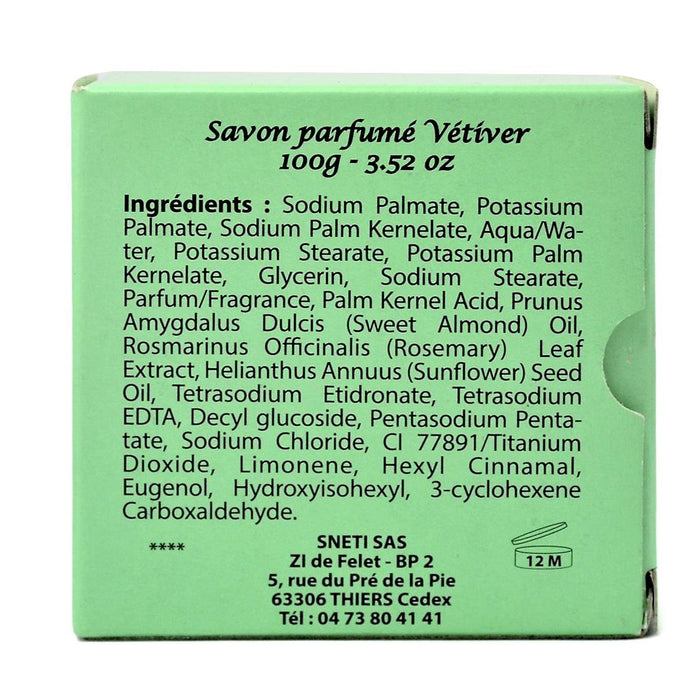 Savon parfumé Vétiver
100g - 3.52 oz
Ingrédients : Sodium Palmate, Potassium
Palmate, Sodium Palm Kernelate, Aqua/Wa-
ter, Potassium Stearate, Potassium Palm
Kernelate, Glycerin, Sodium Stearate,
Parfum/Fragrance, Palm Kernel Acid, Prunus
Amygdalus Dulcis (Sweet Almond) Oil,
Rosmarinus Officinalis (Rosemary) Leaf
Extract, Helianthus Annuus (Sunflower) Seed
Oil, Tetrasodium Etidronate, Tetrasodium
EDTA, Decyl glucoside, Pentasodium Penta-
tate, Sodium Chloride, CI 77891/Titanium
Dioxide, Limonene, Hexyl Cinnamal,
Eugenol, Hydroxyisohexyl, 3-cyclohexene
Carboxaldehyde.
****
SNETI SAS
ZI de Felet - BP 2
5, rue du Pré de la Pie
63306 THIERS Cedex
Tél : 04 73 80 41 41
12 M